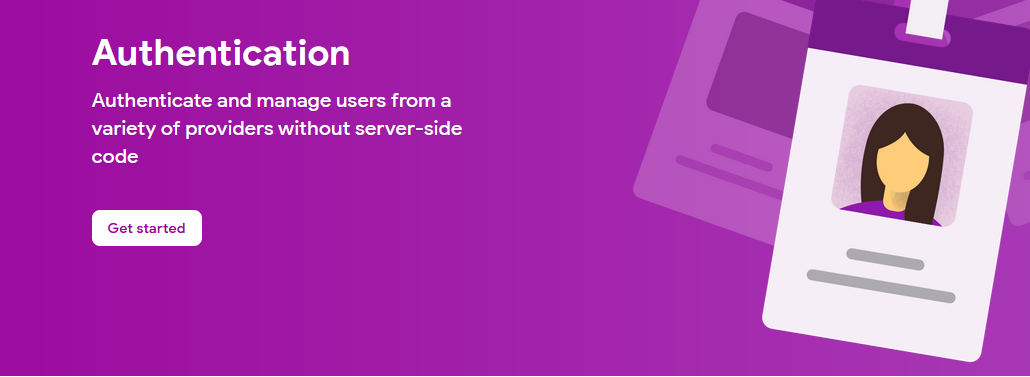 Authentication
Authenticate and manage users from a
variety of providers without server-side
code
Get started